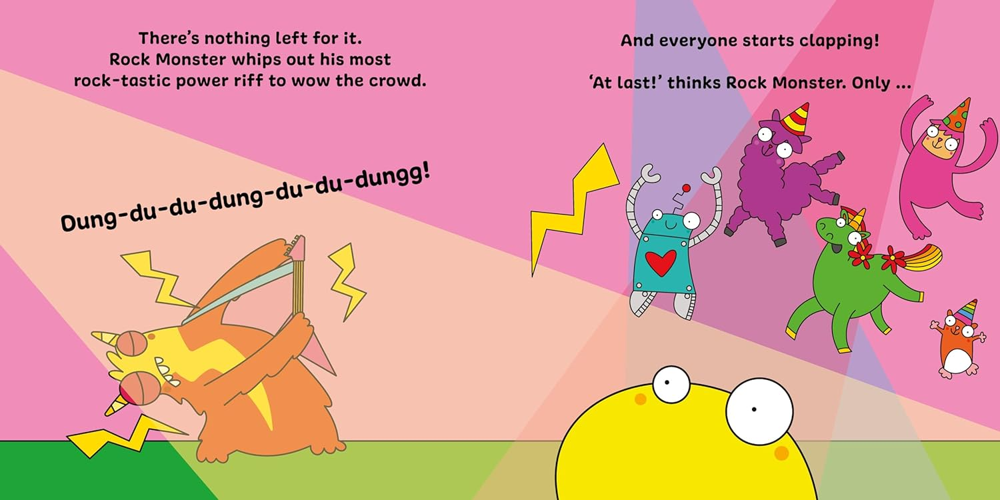 There’s nothing left for it.
Rock Monster whips out his most
rock-tastic power riff to wow the crowd.
Dung-du-du-dung-du-du-dungg!
And everyone starts clapping!
‘At last!’ thinks Rock Monster. Only ...